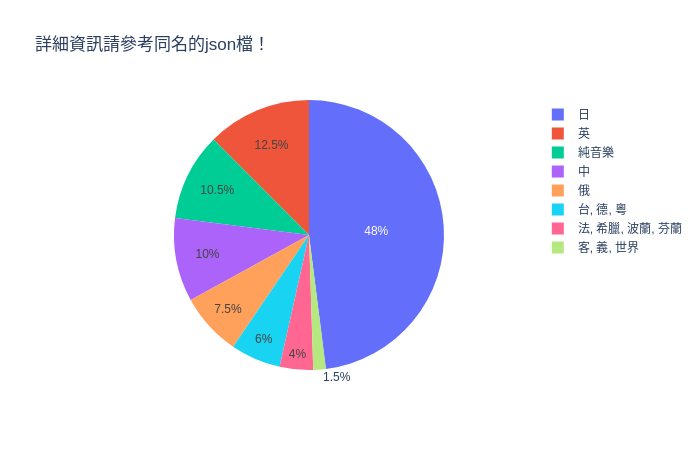 詳細資訊請參考同名的json檔！
日
英
純音樂
中
俄
台, 德, 粵
法, 希臘, 波蘭, 芬蘭
客, 義, 世界
48%
12.5%
10.5%
10%
7.5%
6%
4%
1.5%